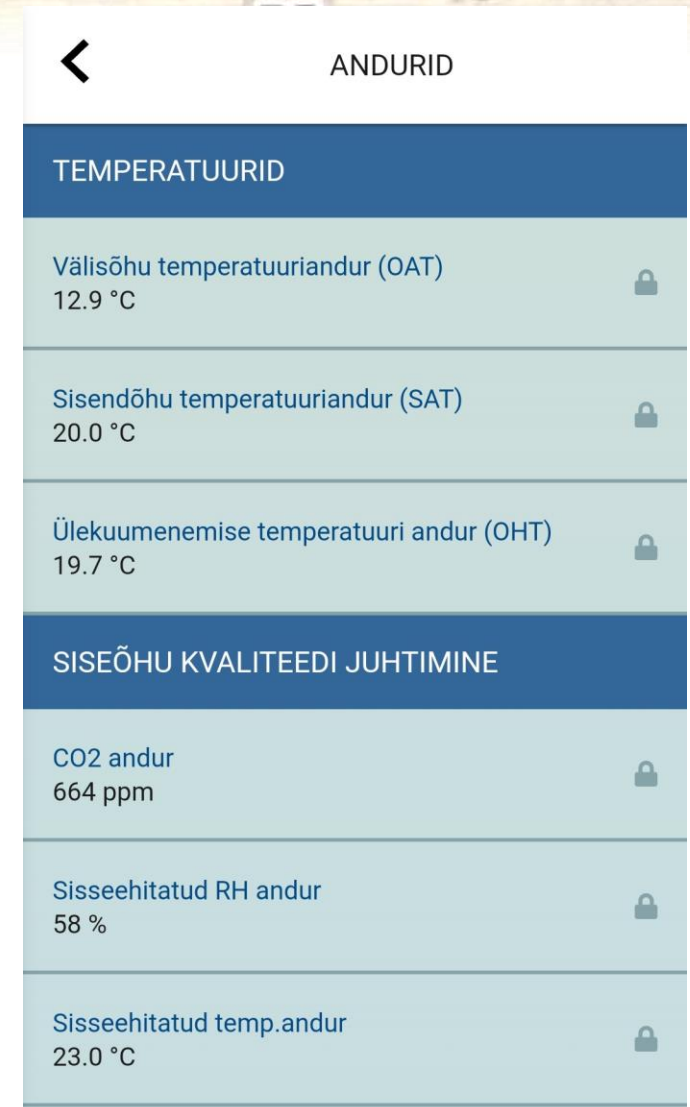 ANDURID
TEMPERATUURID
Välisõhu temperatuuriandur (OAT)
12.9 °C
Sisendõhu temperatuuriandur (SAT)
20.0 °C
Ülekuumenemise temperatuuri andur (OHT)
19.7 °C
SISEÕHU KVALITEEDI JUHTIMINE
CO2 andur
664 ppm
Sisseehitatud RH andur
58 %
Sisseehitatud temp.andur
23.0 °C